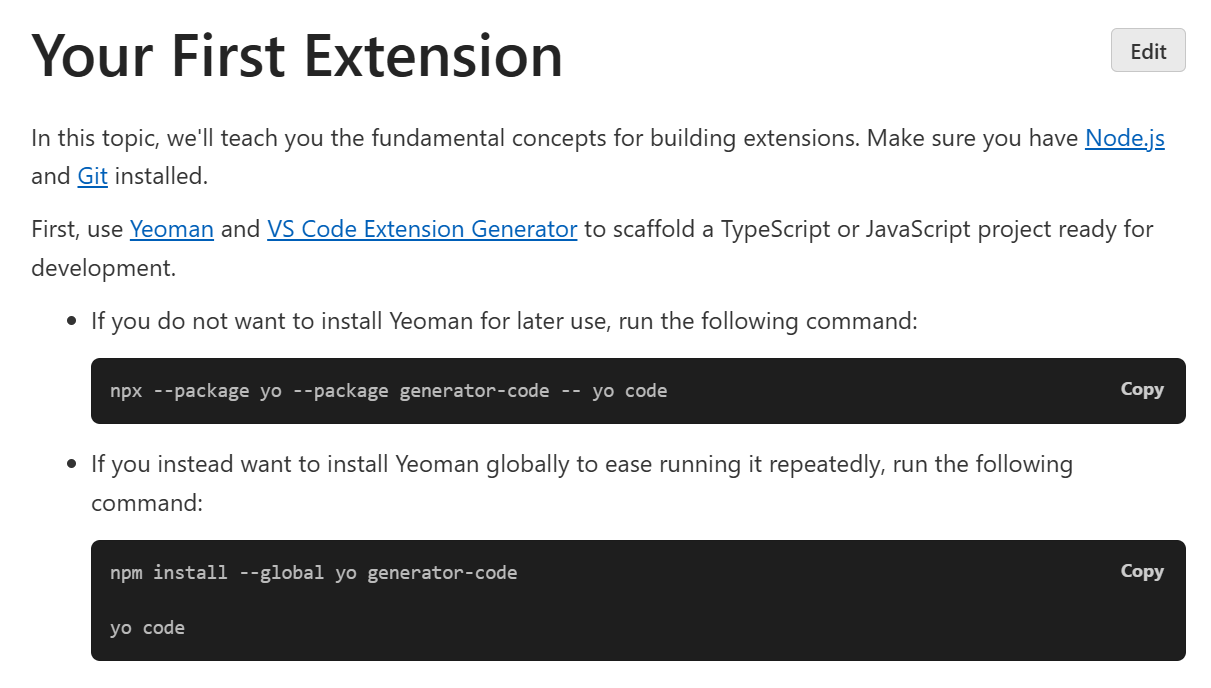 Your First Extension
Edit
In this topic, we'll teach you the fundamental concepts for building extensions. Make sure you have Node.js
and Git installed.
First, use Yeoman and VS Code Extension Generator to scaffold a TypeScript or JavaScript project ready for
development.
• If you do not want to install Yeoman for later use, run the following command:
npx --package yo --package generator-code -- yo code
Copy
• If you instead want to install Yeoman globally to ease running it repeatedly, run the following
command:
npm install --global yo generator-code
Copy
yo code